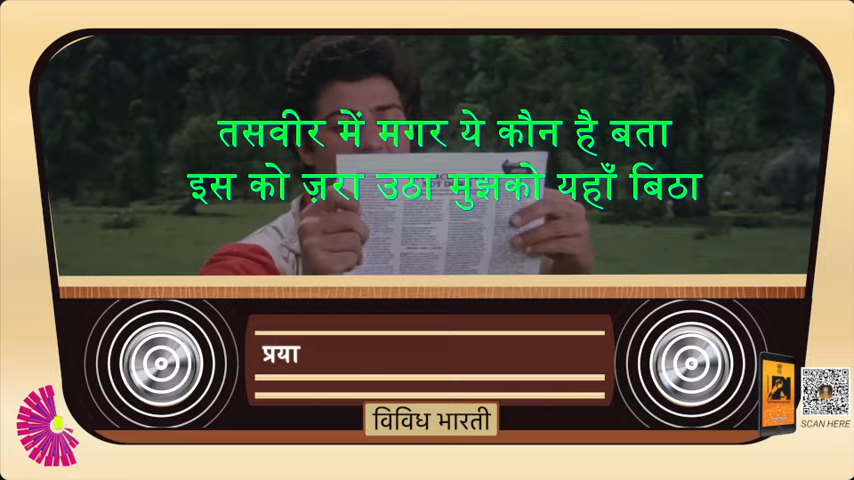 तसवीर में मगर ये कौन है बता
इस को ज़रा उठा मुझको यहाँ बिठा
प्रया
विविध भारती
SCAN HERE